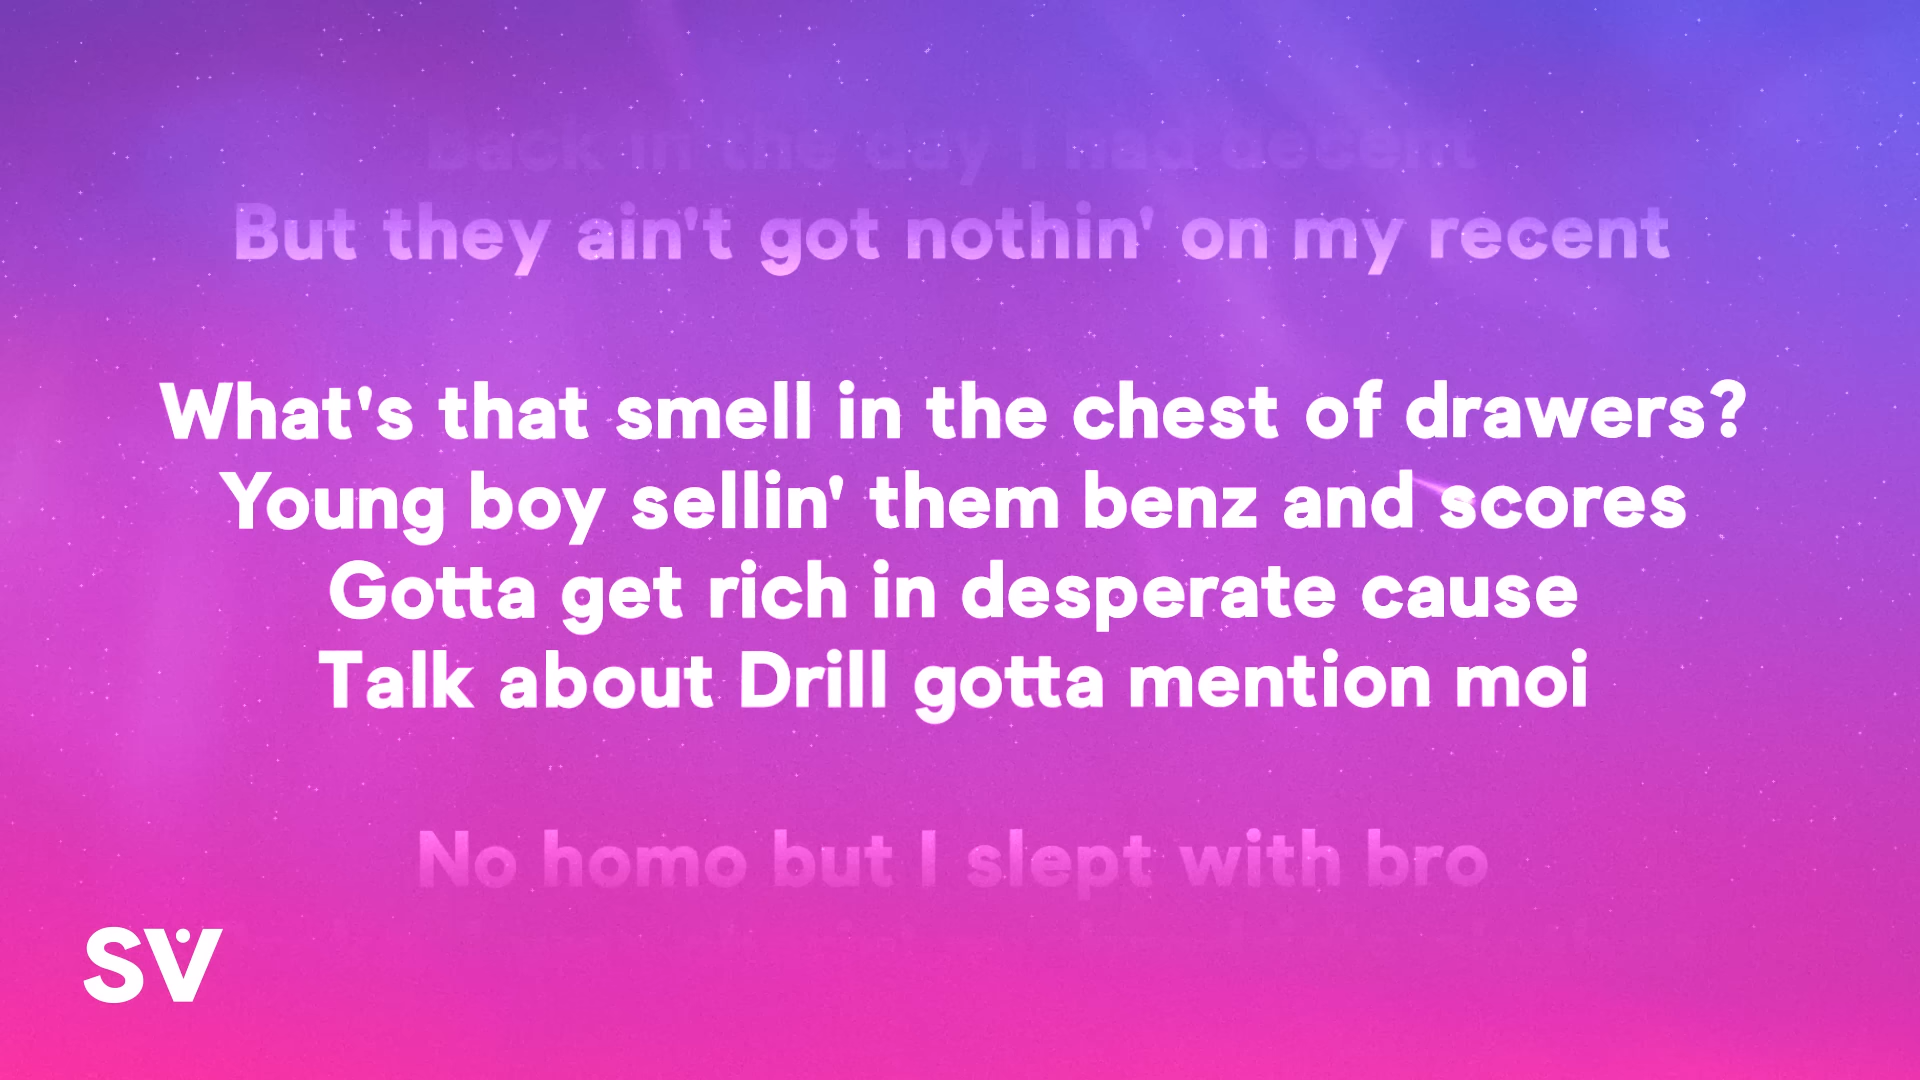 Back in the day I had decent
But they ain't got nothin' on my recent
What's that smell in the chest of drawers?
Young boy sellin' them benz and scores
Gotta get rich in desperate cause
Talk about Drill gotta mention moi
No homo but I slept with bro
SV